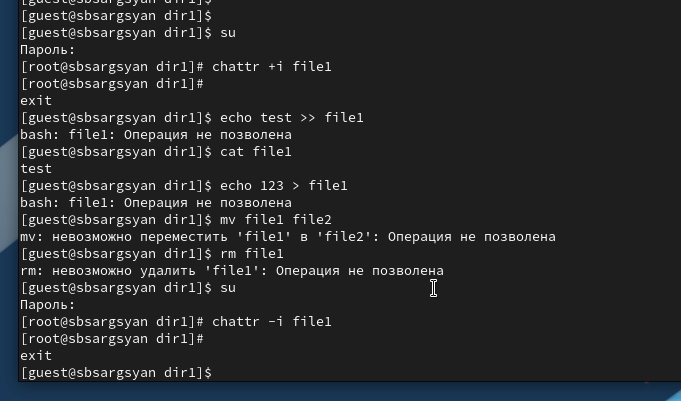 [guest@sbsargsyan dir1]$
[guest@sbsargsyan dir1]$
[guest@sbsargsyan dir1]$ su
Пароль:
[root@sbsargsyan dir1]# chattr +i file1
[root@sbsargsyan dir1]#
exit
[guest@sbsargsyan dir1]$ echo test >> file1
bash: file1: Операция не позволена
[guest@sbsargsyan dir1]$ cat file1
test
[guest@sbsargsyan dir1]$ echo 123 > file1
bash: file1: Операция не позволена
[guest@sbsargsyan dir1]$ mv file1 file2
mv: невозможно переместить 'file1' в 'file2': Операция не позволена
[guest@sbsargsyan dir1]$ rm file1
rm: невозможно удалить 'file1': Операция не позволена
[guest@sbsargsyan dir1]$ su
Пароль:
[root@sbsargsyan dir1]# chattr -i file1
[root@sbsargsyan dir1]#
exit
[guest@sbsargsyan dir1]$